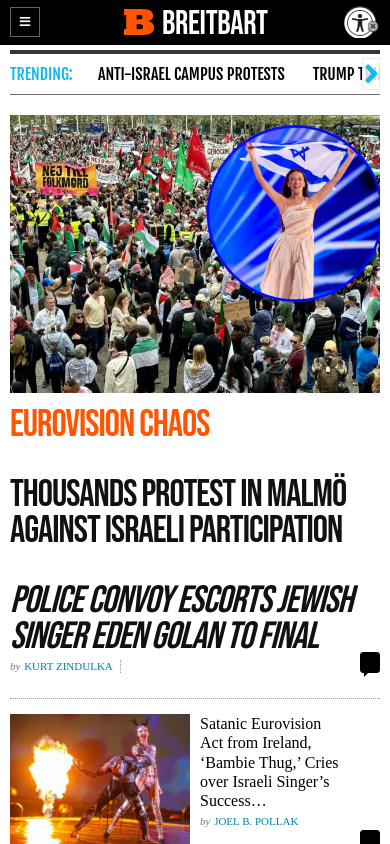 B BREITBART
TRENDING:
ANTI-ISRAEL CAMPUS PROTESTS
TRUMP T
NEJ TILL
FOLKMORD
GENOCIDE
EUROVISION CHAOS
THOUSANDS PROTEST IN MALMÖ
AGAINST ISRAELI PARTICIPATION
POLICE CONVOY ESCORTS JEWISH
SINGER EDEN GOLAN TO FINAL
by KURT ZINDULKA
Satanic Eurovision
Act from Ireland,
‘Bambie Thug,’ Cries
over Israeli Singer’s
Success…
by JOEL B. POLLAK